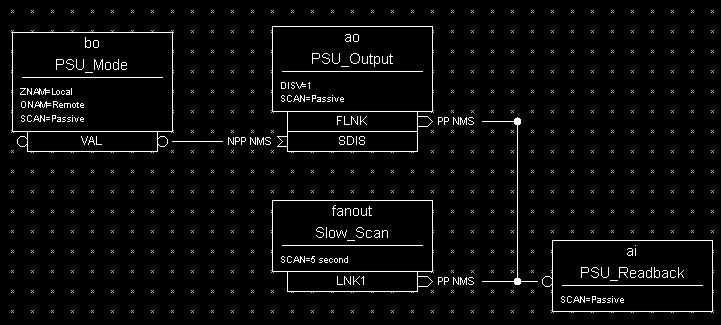 bo
PSU_Mode
ZNAM=Local
ONAM=Remote
SCAN=Passive
VAL
NPP NMS
ao
PSU_Output
DISV=1
SCAN=Passive
FLNK
PP NMS
SDIS
fanout
Slow_Scan
SCAN=5 second
LNK1
PP NMS
ai
PSU_Readback
SCAN=Passive